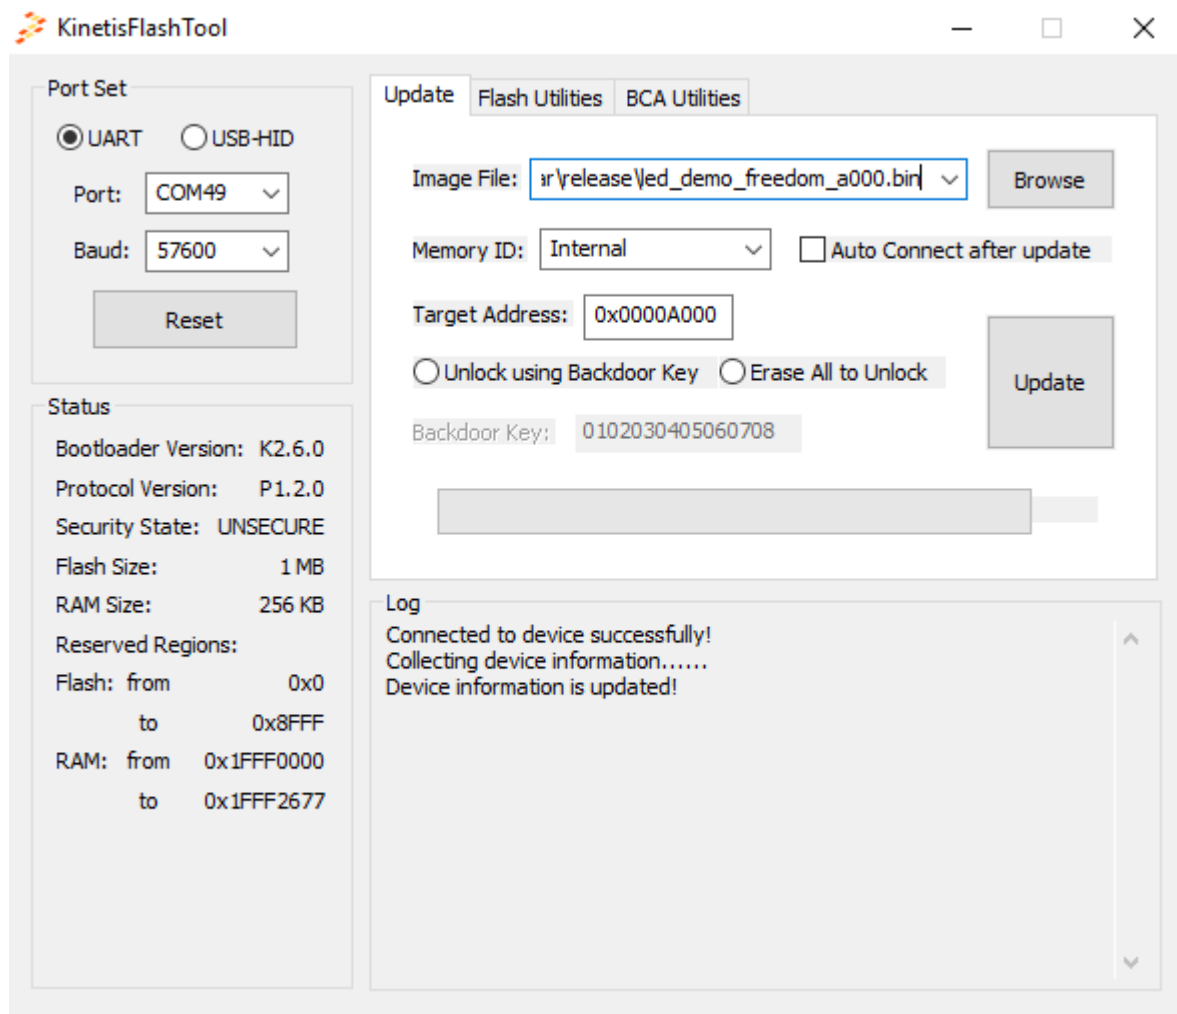 KinetisFlashTool
Port Set
UART USB-HID
Port: COM49
Baud: 57600
Reset
Status
Bootloader Version: K2.6.0
Protocol Version: P1.2.0
Security State: UNSECURE
Flash Size: 1 MB
RAM Size: 256 KB
Reserved Regions:
Flash: from 0x0
to 0x8FFF
RAM: from 0x1FFF0000
to 0x1FFF2677
Update Flash Utilities BCA Utilities
Image File: ar\release\led_demo_freedom_a000.bin Browse
Memory ID: Internal Auto Connect after update
Target Address: 0x0000A000
Unlock using Backdoor Key Erase All to Unlock
Update
Backdoor Key: 0102030405060708
Log
Connected to device successfully!
Collecting device information......
Device information is updated!